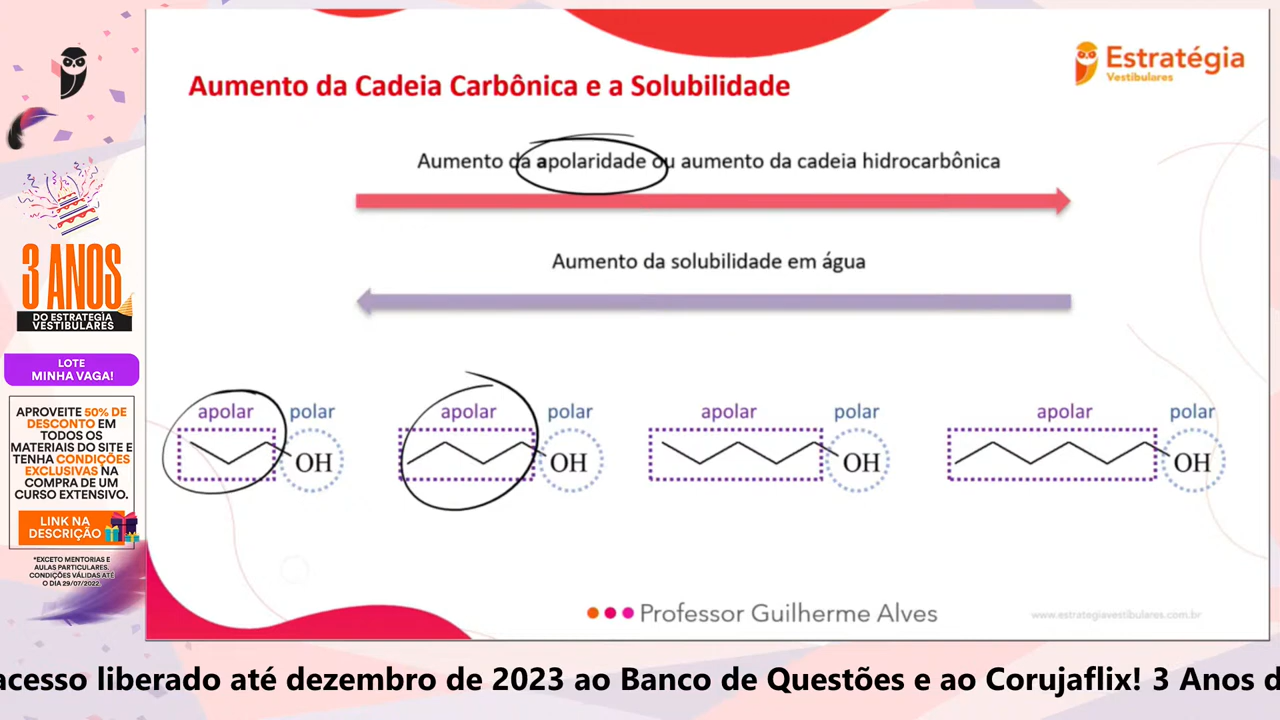 Aumento da Cadeia Carbônica e a Solubilidade
Estratégia
Vestibulares
Aumento da apolaridade ou aumento da cadeia hidrocarbônica
Aumento da solubilidade em água
apolar polar apolar polar apolar polar apolar polar
OH OH OH OH
Professor Guilherme Alves
www.estrategiavestibulares.com.br
3 ANOS
DO ESTRATEGIA
VESTIBULARES
LOTE
MINHA VAGA!
APROVEITE 50% DE
DESCONTO EM
TODOS OS
MATERIAIS DO SITE E
TENHA CONDIÇÕES
EXCLUSIVAS NA
COMPRA DE UM
CURSO EXTENSIVO.
LINK NA
DESCRIÇÃO
*EXCETO MENTORIAS E
AULAS PARTICULARES.
CONDIÇÕES VÁLIDAS ATÉ
O DIA 29/07/2022.
acesso liberado até dezembro de 2023 ao Banco de Questões e ao Corujaflix! 3 Anos d